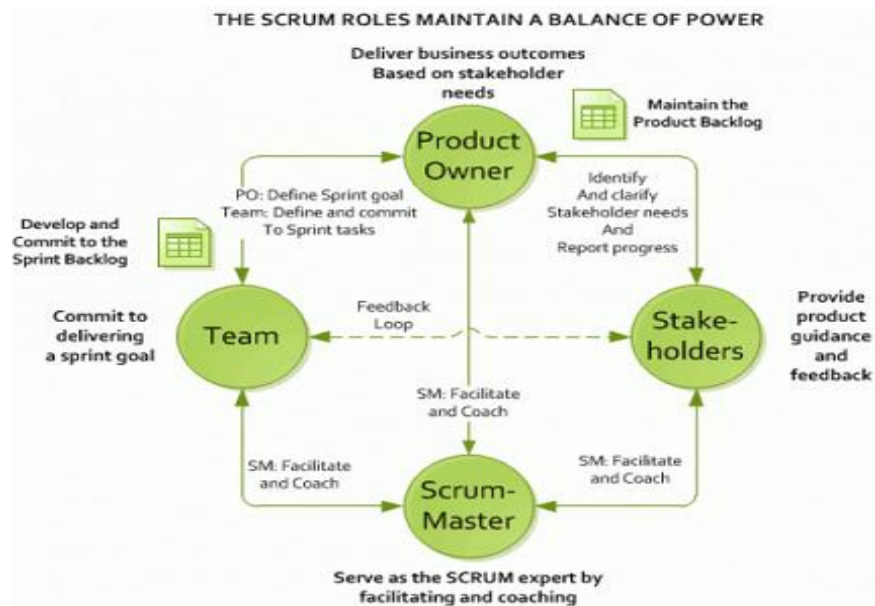 THE SCRUM ROLES MAINTAIN A BALANCE OF POWER
Deliver business outcomes
Based on stakeholder
needs
Maintain the
Product Backlog
Product
Owner
PO: Define Sprint goal
Team: Define and commit
To Sprint tasks
Identify
And clarify
Stakeholder needs
And
Report progress
Develop and
Commit to the
Sprint Backlog
Commit to
delivering
a sprint goal
Team
Feedback
Loop
Stake-
holders
Provide
product
guidance
and
feedback
SM: Facilitate
and Coach
SM: Facilitate
and Coach
SM: Facilitate
and Coach
Scrum-
Master
Serve as the SCRUM expert by
facilitating and coaching